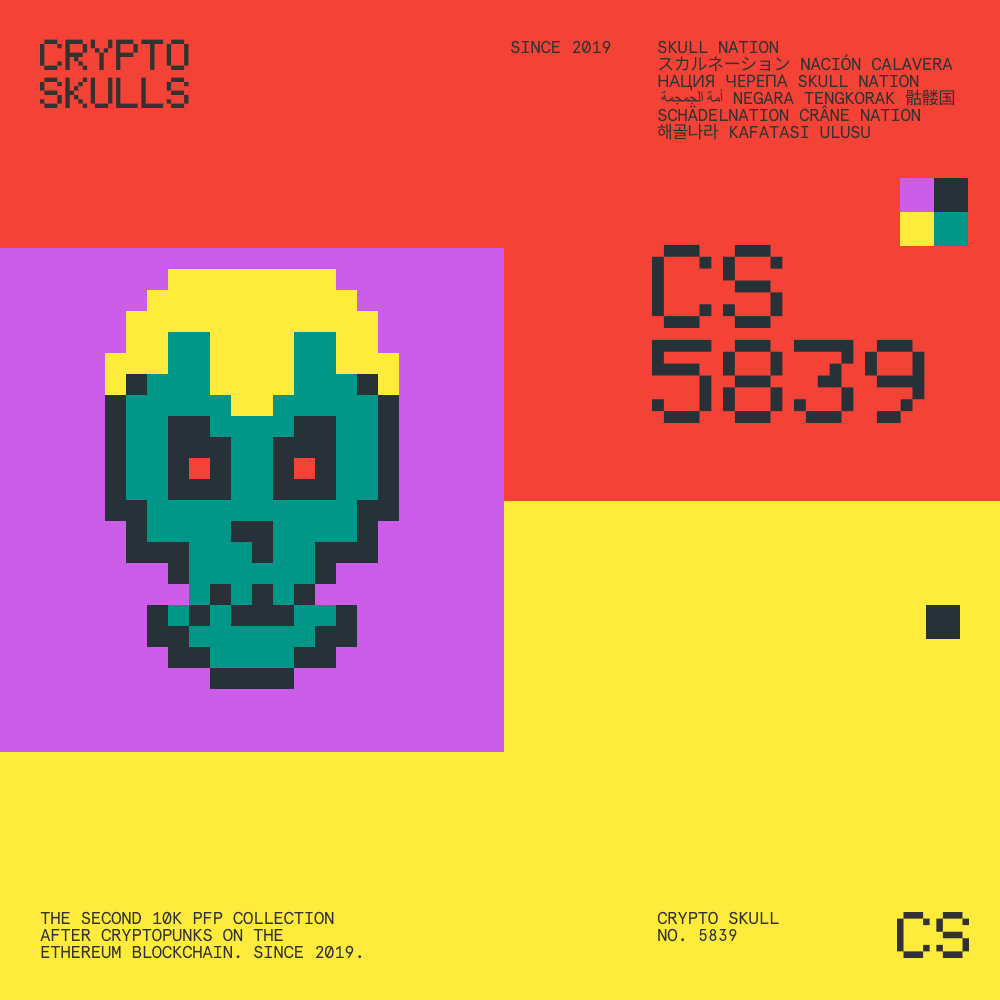 CRYPTO
SKULLS
SINCE 2019
SKULL NATION
スカルネーション NACIÓN CALAVERA
НАЦИЯ ЧЕРЕПА SKULL NATION
أمة الجمجمة NEGARA TENGKORAK 骷髅国
SCHÄDELNATION CRÂNE NATION
해골나라 KAFATASI ULUSU
CS
5839
THE SECOND 10K PFP COLLECTION
AFTER CRYPTOPUNKS ON THE
ETHEREUM BLOCKCHAIN. SINCE 2019.
CRYPTO SKULL
NO. 5839
CS